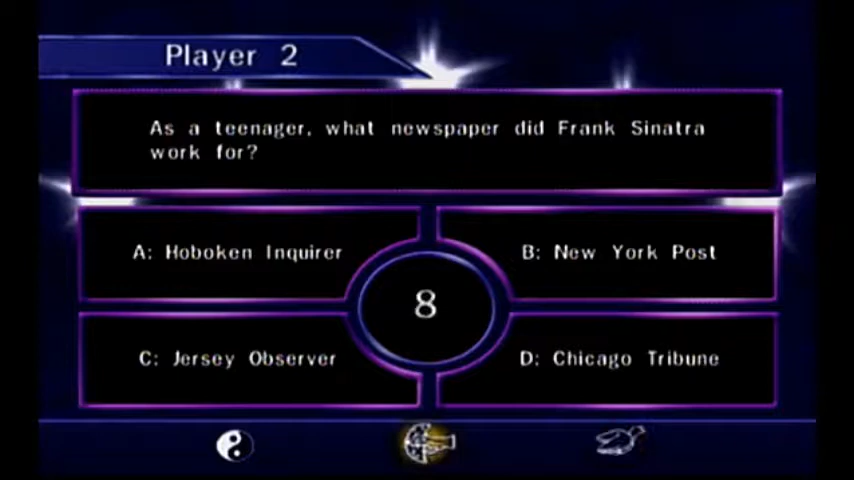 Player 2
As a teenager, what newspaper did Frank Sinatra
work for?
A: Hoboken Inquirer
B: New York Post
8
C: Jersey Observer
D: Chicago Tribune